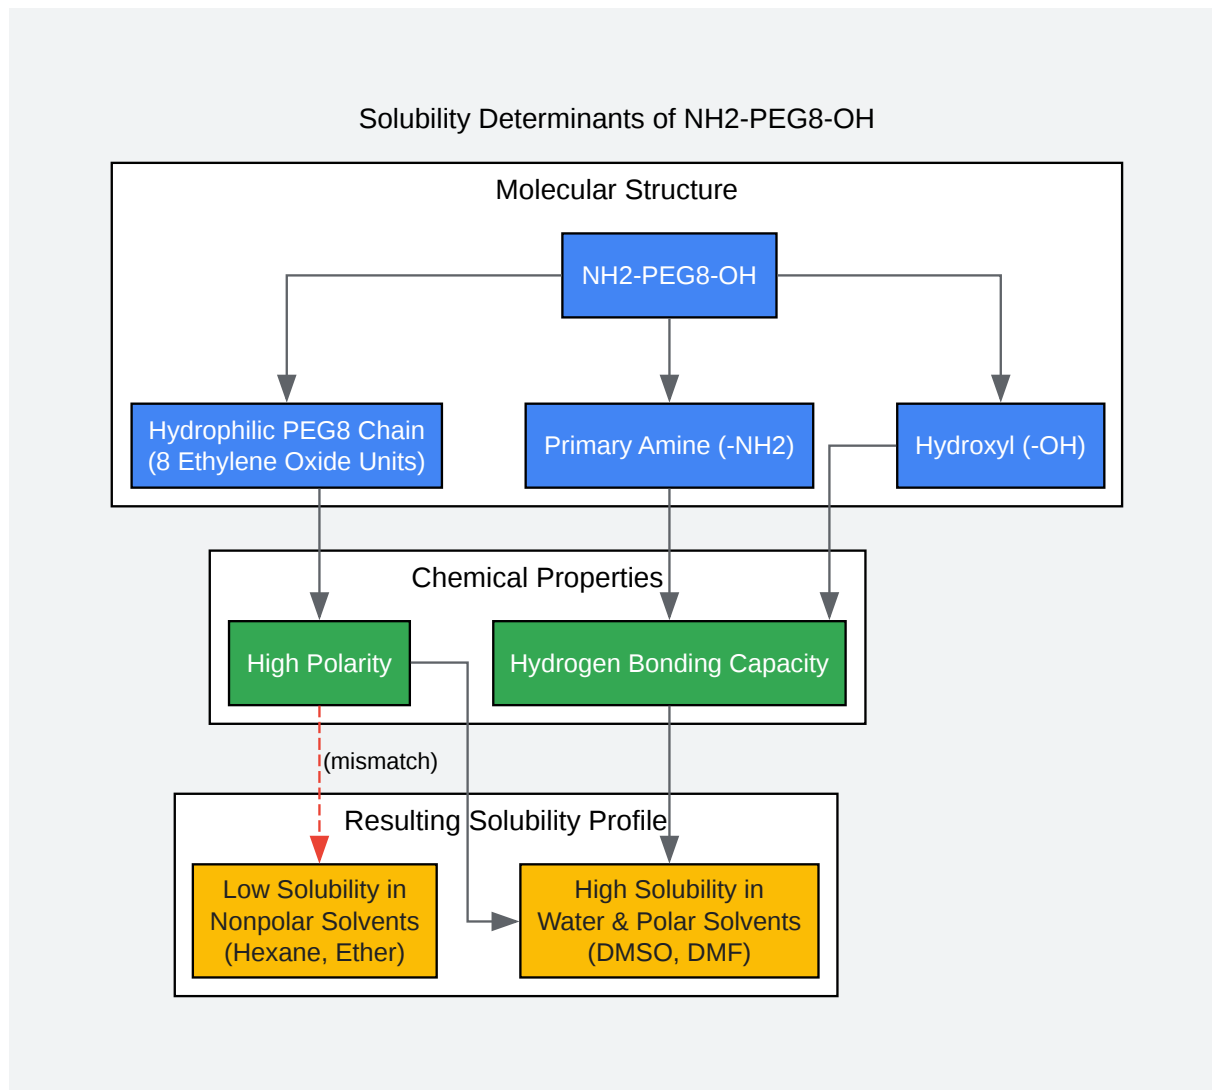 Solubility Determinants of NH2-PEG8-OH
Molecular Structure
NH2-PEG8-OH
Hydrophilic PEG8 Chain
(8 Ethylene Oxide Units)
Primary Amine (-NH2)
Hydroxyl (-OH)
Chemical Properties
High Polarity
Hydrogen Bonding Capacity
(mismatch)
Resulting Solubility Profile
Low Solubility in
Nonpolar Solvents
(Hexane, Ether)
High Solubility in
Water & Polar Solvents
(DMSO, DMF)